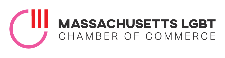 MASSACHUSETTS LGBT
CHAMBER OF COMMERCE